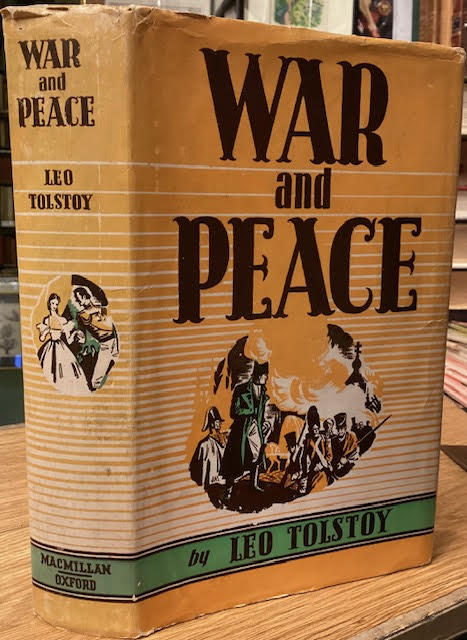 WAR
and
PEACE
LEO
TOLSTOY
MACMILLAN
OXFORD
WAR
and
PEACE
by LEO TOLSTOY